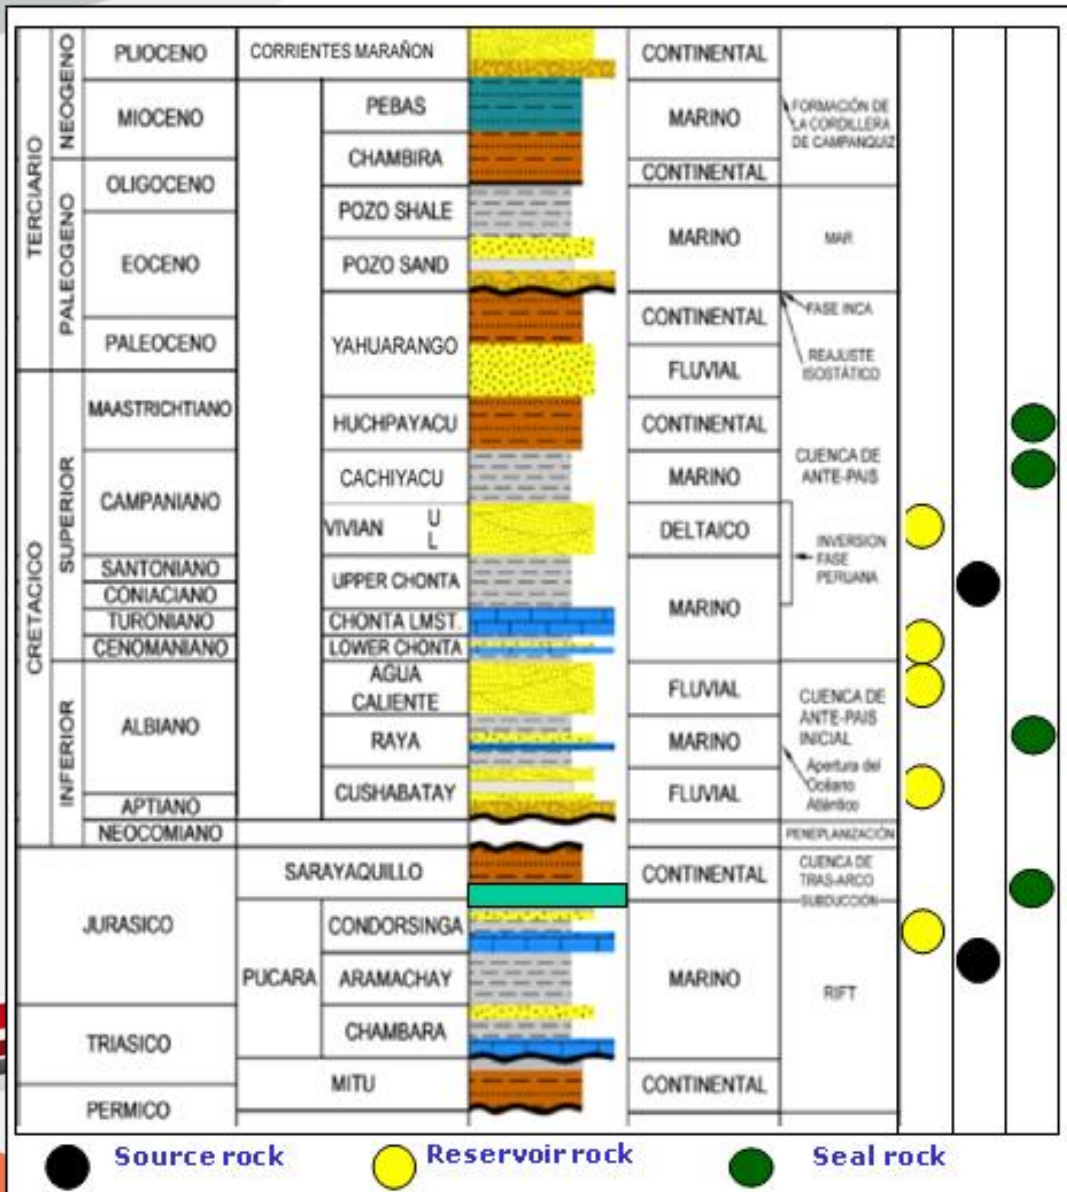 TERCIARIO
CRETACICO
NEOGENO
PALEOGENO
SUPERIOR
INFERIOR
PLIOCENO
MIOCENO
OLIGOCENO
EOCENO
PALEOCENO
MAASTRICHTIANO
CAMPANIANO
SANTONIANO
CONIACIANO
TURONIANO
CENOMANIANO
ALBIANO
APTIANO
NEOCOMIANO
JURASICO
TRIASICO
PERMICO
CORRIENTES MARAÑON
PEBAS
CHAMBIRA
POZO SHALE
POZO SAND
YAHUARANGO
HUCHPAYACU
CACHIYACU
VIVIAN U
L
UPPER CHONTA
CHONTA LMST.
LOWER CHONTA
AGUA
CALIENTE
RAYA
CUSHABATAY
SARAYAQUILLO
PUCARA
CONDORSINGA
ARAMACHAY
CHAMBARA
MITU
CONTINENTAL
MARINO
CONTINENTAL
MARINO
CONTINENTAL
FLUVIAL
CONTINENTAL
MARINO
DELTAICO
MARINO
FLUVIAL
MARINO
FLUVIAL
CONTINENTAL
MARINO
CONTINENTAL
FORMACIÓN DE
LA CORDILLERA
DE CAMPANQUIZ
MAR
FASE INCA
REAJUSTE
ISOSTÁTICO
CUENCA DE
ANTE-PAIS
INVERSION
FASE
PERUANA
CUENCA DE
ANTE-PAIS
INICIAL
Apertura del
Océano
Atlántico
PENEPLANIZACIÓN
CUENCA DE
TRAS-ARCO
SUBDUCCIÓN
RIFT
Source rock
Reservoir rock
Seal rock